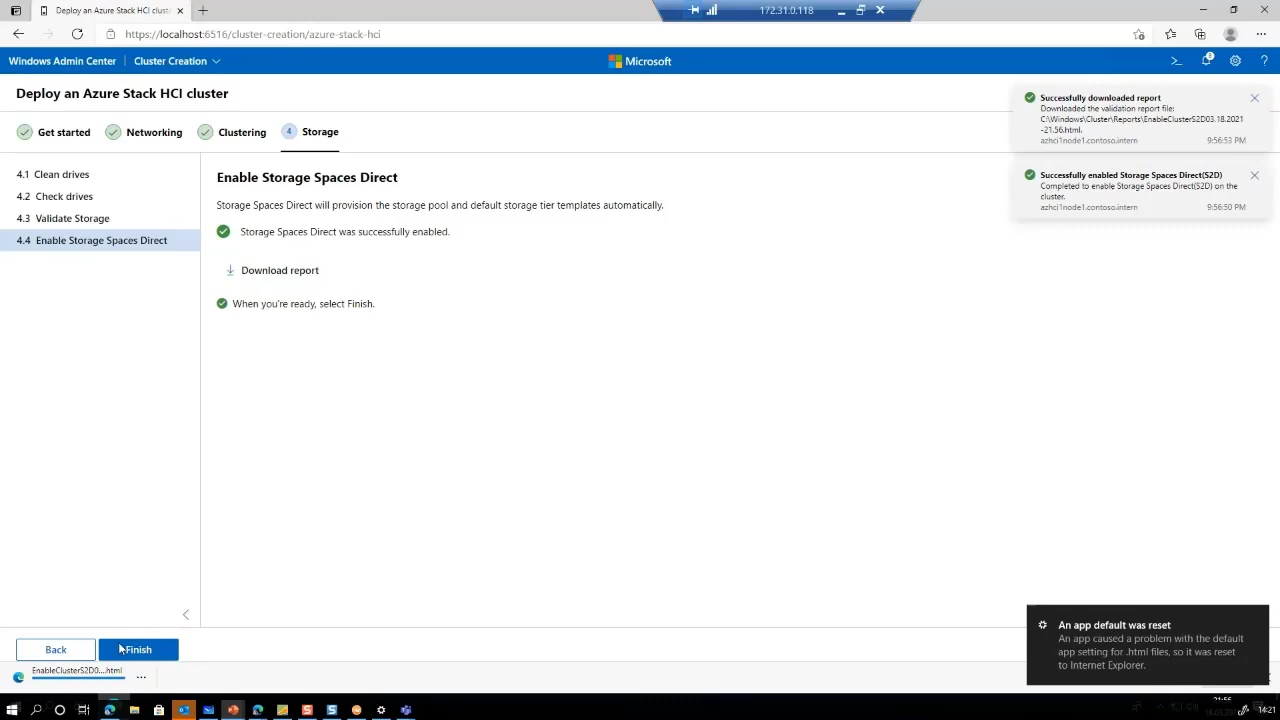 Deploy an Azure Stack HCI clust
172.31.0.118
https://localhost:6516/cluster-creation/azure-stack-hci
Windows Admin Center
Cluster Creation
Microsoft
Deploy an Azure Stack HCI cluster
Get started
Networking
Clustering
4 Storage
4.1 Clean drives
4.2 Check drives
4.3 Validate Storage
4.4 Enable Storage Spaces Direct
Enable Storage Spaces Direct
Storage Spaces Direct will provision the storage pool and default storage tier templates automatically.
Storage Spaces Direct was successfully enabled.
Download report
When you're ready, select Finish.
Successfully downloaded report
Downloaded the validation report file:
C:\Windows\Cluster\Reports\EnableClusterS2D03.18.2021
-21.56.html.
azhci1node1.contoso.intern 9:56:53 PM
Successfully enabled Storage Spaces Direct(S2D)
Completed to enable Storage Spaces Direct(S2D) on the
cluster.
azhci1node1.contoso.intern 9:56:50 PM
An app default was reset
An app caused a problem with the default
app setting for .html files, so it was reset
to Internet Explorer.
Back
Finish
EnableClusterS2D0....html
14:21